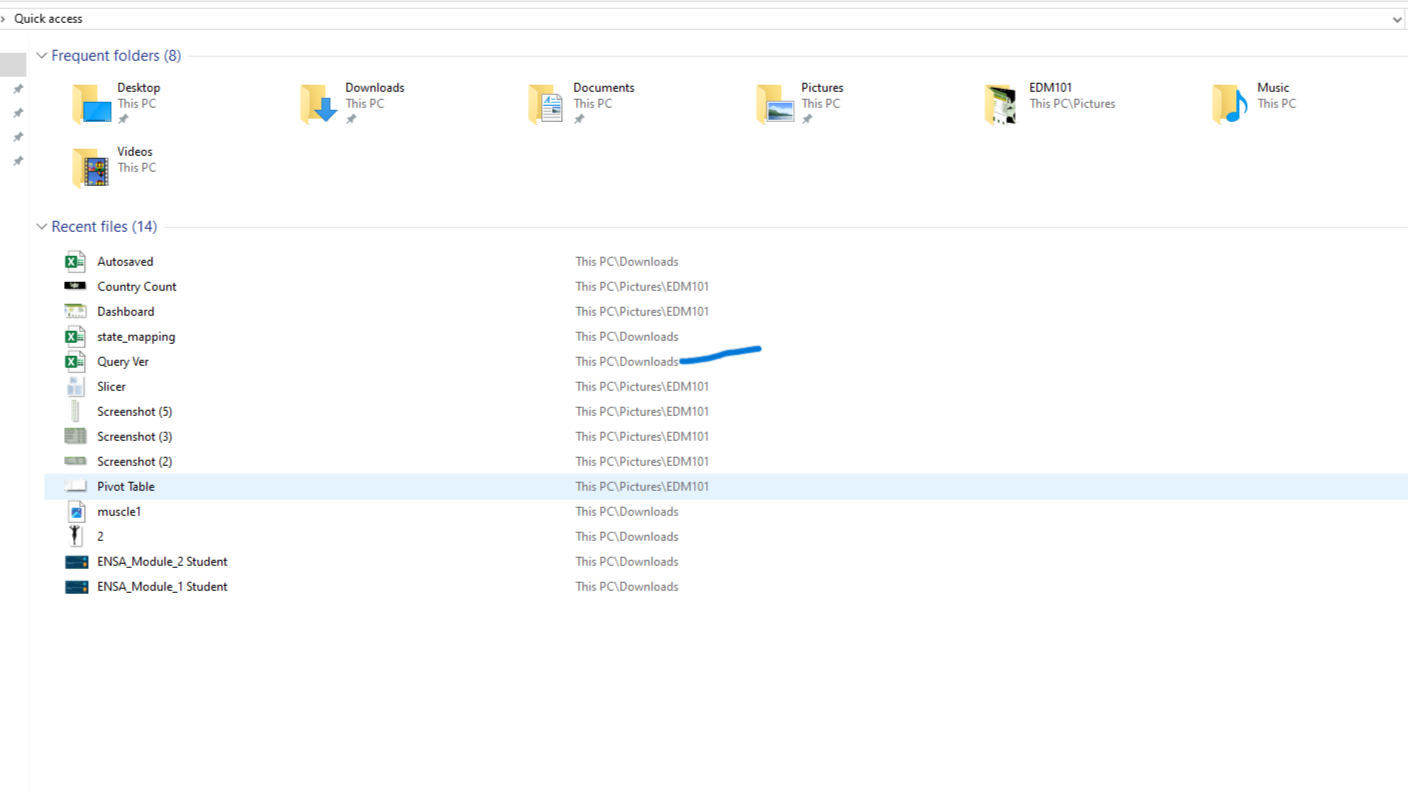 Quick access
Frequent folders (8)
Desktop
This PC
Downloads
This PC
Documents
This PC
Pictures
This PC
EDM101
This PC\Pictures
Music
This PC
Videos
This PC
Recent files (14)
Autosaved This PC\Downloads
Country Count This PC\Pictures\EDM101
Dashboard This PC\Pictures\EDM101
state_mapping This PC\Downloads
Query Ver This PC\Downloads
Slicer This PC\Pictures\EDM101
Screenshot (5) This PC\Pictures\EDM101
Screenshot (3) This PC\Pictures\EDM101
Screenshot (2) This PC\Pictures\EDM101
Pivot Table This PC\Pictures\EDM101
muscle1 This PC\Downloads
2 This PC\Downloads
ENSA_Module_2 Student This PC\Downloads
ENSA_Module_1 Student This PC\Downloads